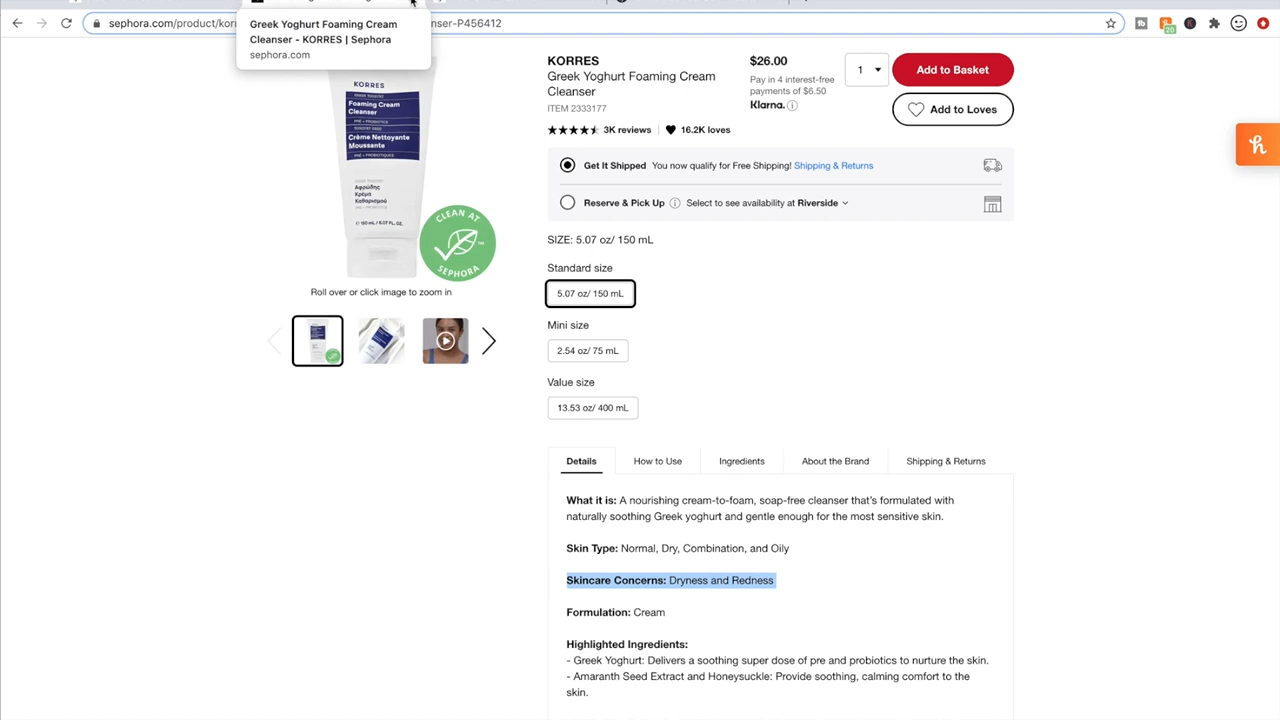 sephora.com/product/kor
nser-P456412
20
Greek Yoghurt Foaming Cream
Cleanser - KORRES | Sephora
sephora.com
KORRES
Foaming Cream
Cleanser
PRE + PROBIOTICS
Crème Nettoyante
Moussante
PRÉ + PROBIOTIQUES
Αφρώδης
Κρέμα
Καθαρισμού
CLEAN AT
SEPHORA
Roll over or click image to zoom in
KORRES
Greek Yoghurt Foaming Cream
Cleanser
ITEM 2333177
3K reviews
16.2K loves
$26.00
Pay in 4 interest-free
payments of $6.50
Klarna.
1
Add to Basket
Add to Loves
Get It Shipped You now qualify for Free Shipping! Shipping & Returns
Reserve & Pick Up Select to see availability at Riverside
SIZE: 5.07 oz/ 150 mL
Standard size
5.07 oz/ 150 mL
Mini size
2.54 oz/ 75 mL
Value size
13.53 oz/ 400 mL
Details
How to Use
Ingredients
About the Brand
Shipping & Returns
What it is: A nourishing cream-to-foam, soap-free cleanser that's formulated with
naturally soothing Greek yoghurt and gentle enough for the most sensitive skin.
Skin Type: Normal, Dry, Combination, and Oily
Skincare Concerns: Dryness and Redness
Formulation: Cream
Highlighted Ingredients:
- Greek Yoghurt: Delivers a soothing super dose of pre and probiotics to nurture the skin.
- Amaranth Seed Extract and Honeysuckle: Provide soothing, calming comfort to the
skin.